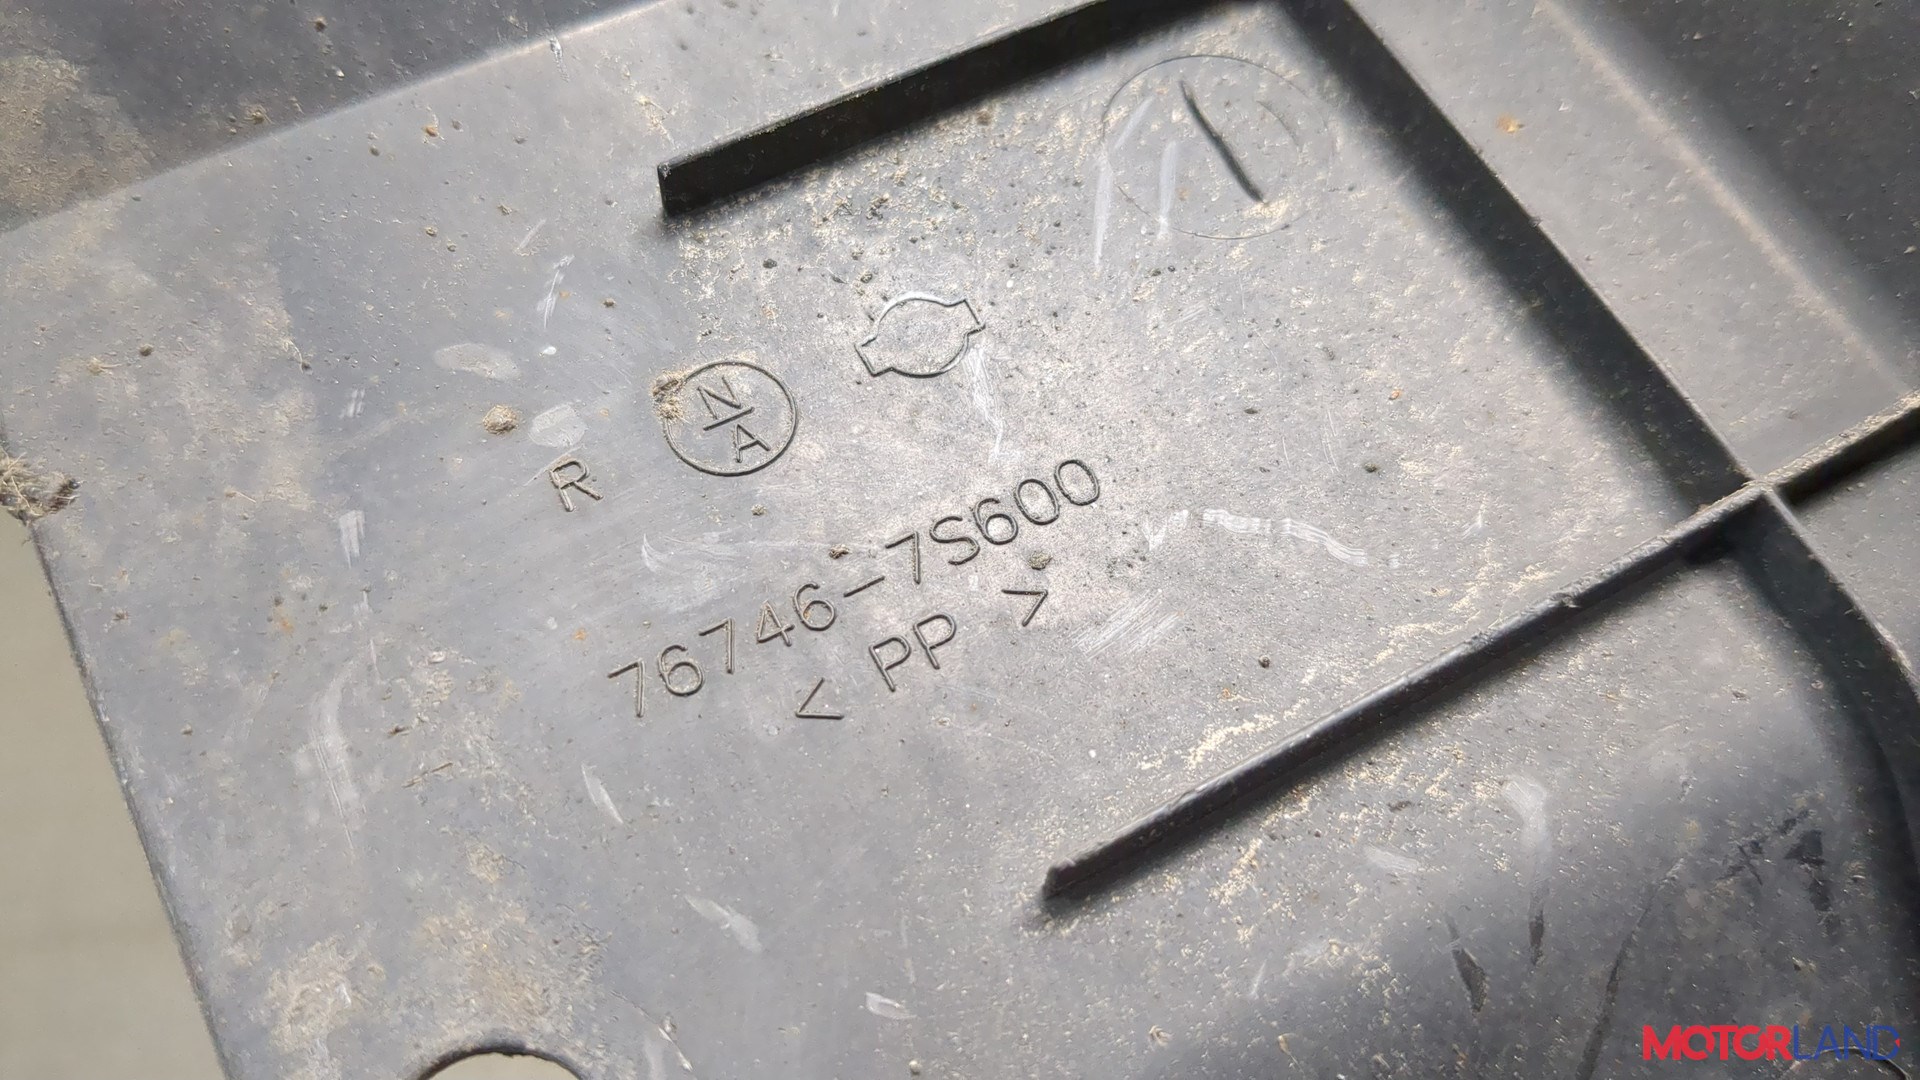 N
A
R
76746-7S600
< PP >
MOTORLAND